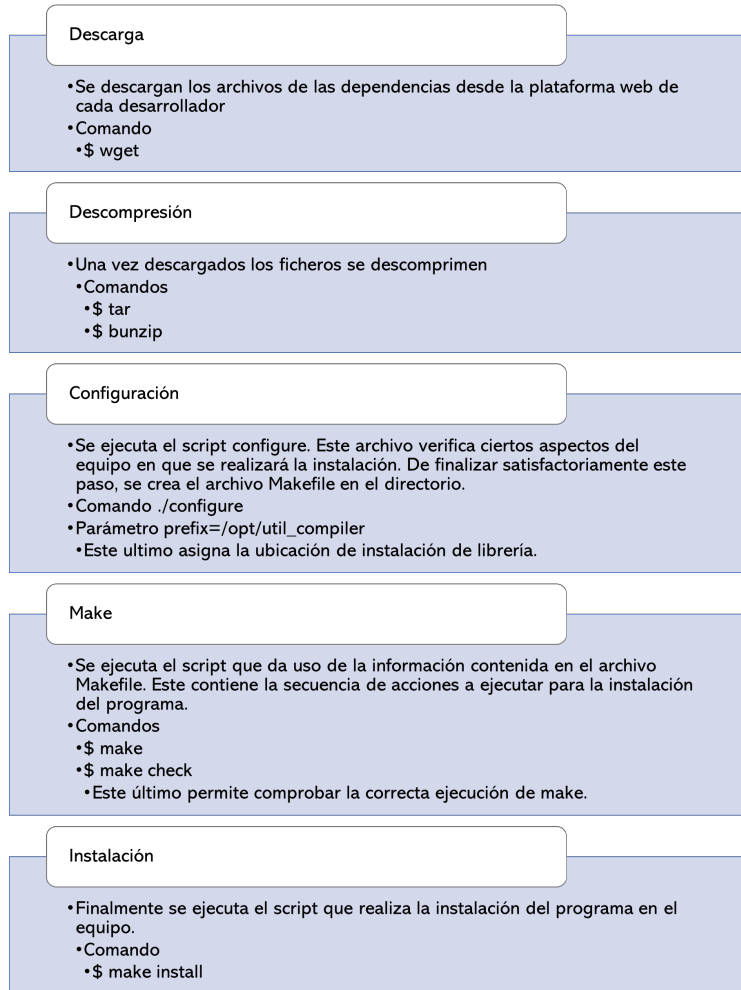 Descarga
•Se descargan los archivos de las dependencias desde la plataforma web de
cada desarrollador
•Comando
•$ wget
Descompresión
•Una vez descargados los ficheros se descomprimen
•Comandos
•$ tar
•$ bunzip
Configuración
•Se ejecuta el script configure. Este archivo verifica ciertos aspectos del
equipo en que se realizará la instalación. De finalizar satisfactoriamente este
paso, se crea el archivo Makefile en el directorio.
•Comando ./configure
•Parámetro prefix=/opt/util_compiler
•Este ultimo asigna la ubicación de instalación de librería.
Make
•Se ejecuta el script que da uso de la información contenida en el archivo
Makefile. Este contiene la secuencia de acciones a ejecutar para la instalación
del programa.
•Comandos
•$ make
•$ make check
•Este último permite comprobar la correcta ejecución de make.
Instalación
•Finalmente se ejecuta el script que realiza la instalación del programa en el
equipo.
•Comando
•$ make install